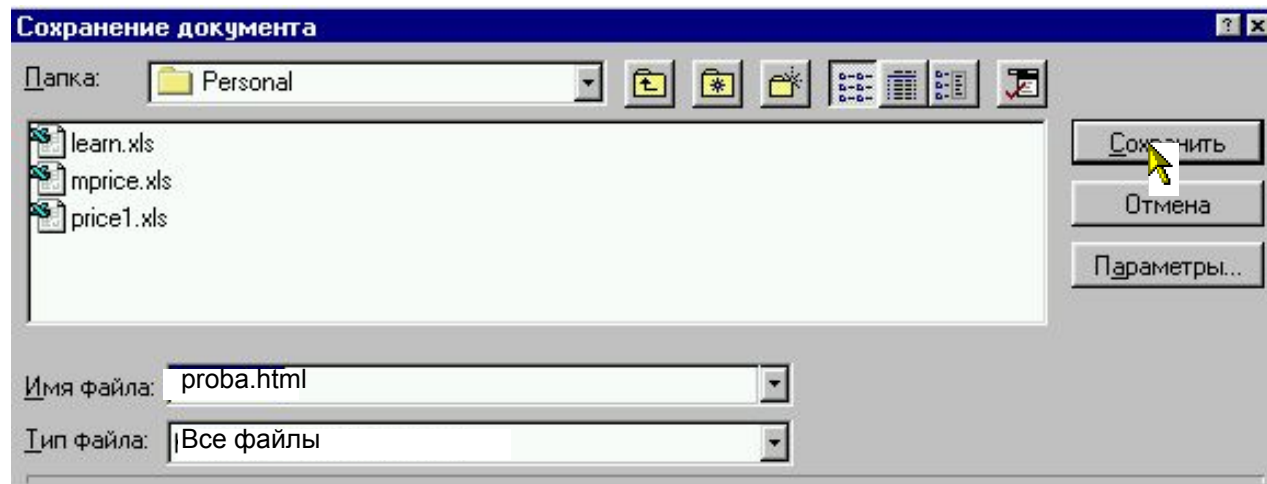 Сохранение документа
Папка: Personal
learn.xls
mprice.xls
price1.xls
Сохранить
Отмена
Параметры...
Имя файла: proba.html
Тип файла: Все файлы